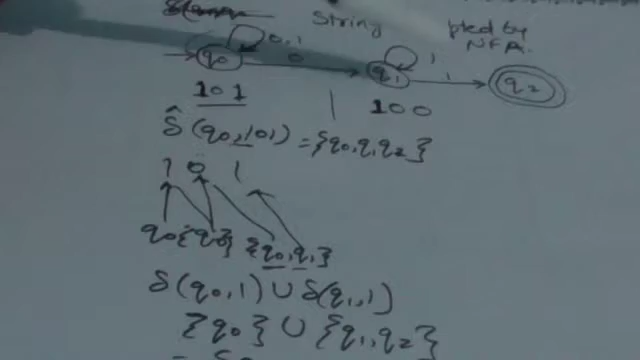 String pted by
NFA.
q0 0,1 0 q1 1 1 q2
101 | 100
δ̂(q0,101) = {q0,q1,q2}
1 0 1
q0 {q0} {q0,q1}
δ(q0,1) ∪ δ(q1,1)
{q0} ∪ {q1,q2}